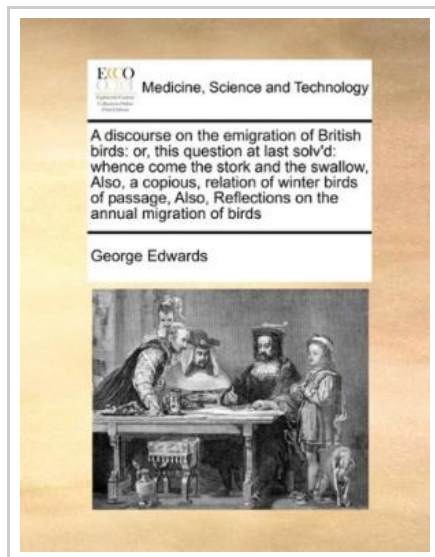 ECCO
Medicine, Science and Technology
A discourse on the emigration of British
birds: or, this question at last solv'd:
whence come the stork and the swallow,
Also, a copious, relation of winter birds
of passage, Also, Reflections on the
annual migration of birds
George Edwards